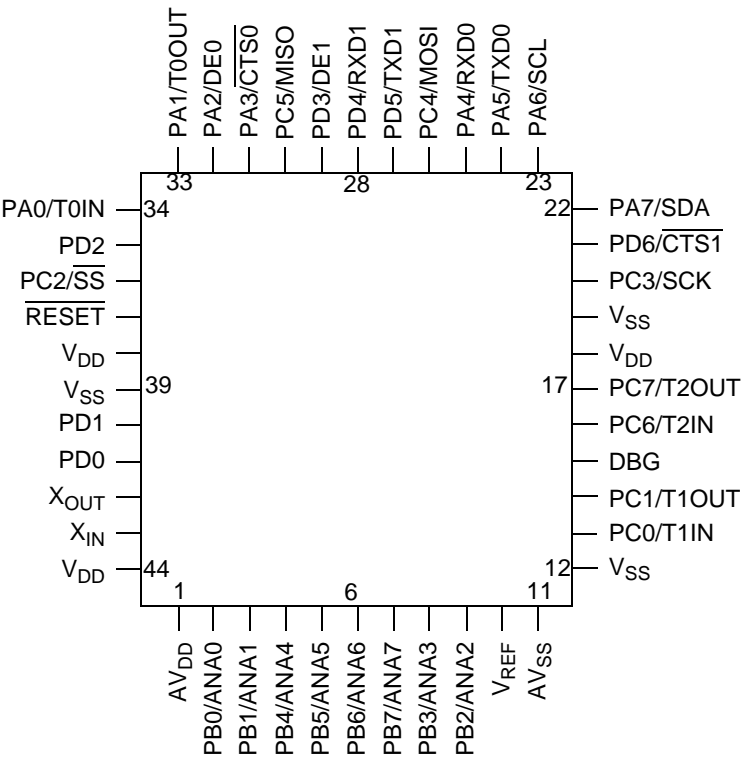 PA1/T0OUT
PA2/DE0
PA3/CTS0
PC5/MISO
PD3/DE1
PD4/RXD1
PD5/TXD1
PC4/MOSI
PA4/RXD0
PA5/TXD0
PA6/SCL
33
28
23
PA0/T0IN
34
22
PA7/SDA
PD2
PD6/CTS1
PC2/SS
PC3/SCK
RESET
VSS
VDD
VDD
VSS
39
17
PC7/T2OUT
PD1
PC6/T2IN
PD0
DBG
XOUT
PC1/T1OUT
XIN
PC0/T1IN
VDD
44
12
VSS
1
6
11
AVDD
PB0/ANA0
PB1/ANA1
PB4/ANA4
PB5/ANA5
PB6/ANA6
PB7/ANA7
PB3/ANA3
PB2/ANA2
VREF
AVSS